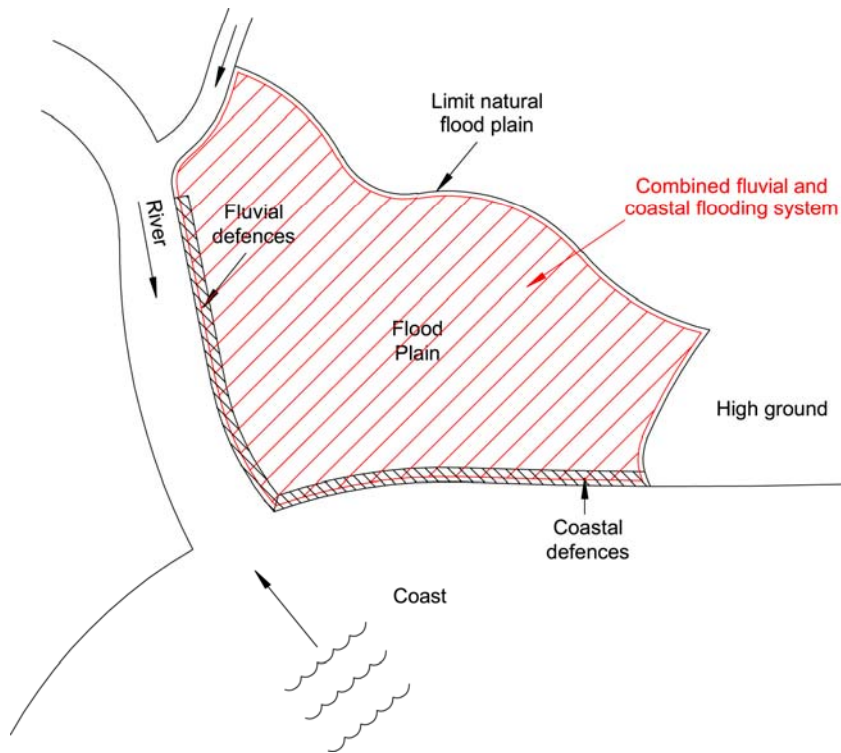 Limit natural
flood plain
Combined fluvial and
coastal flooding system
River
Fluvial
defences
Flood
Plain
High ground
Coastal
defences
Coast